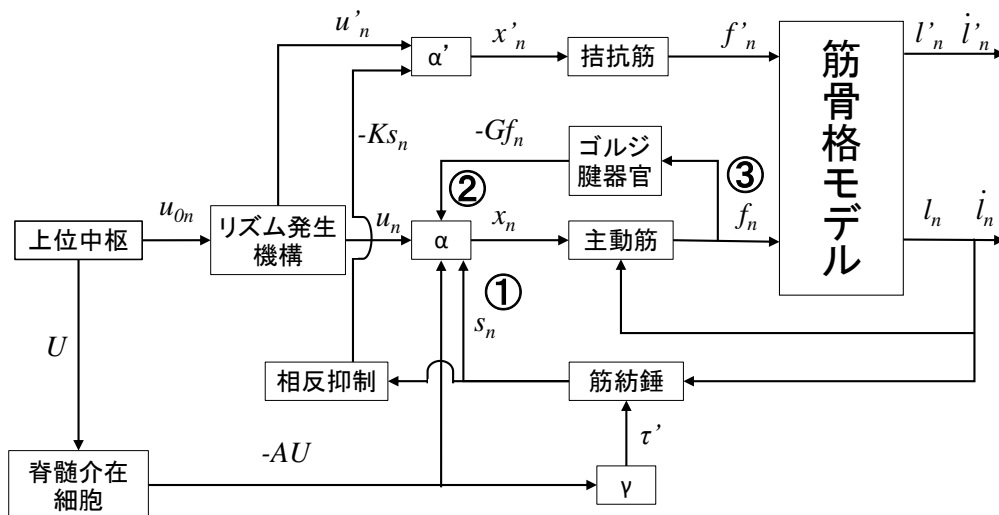 u'n
α'
x'n
拮抗筋
f'n
筋骨格モデル
l'n
l̇'n
-Ksn
-Gfn
ゴルジ
腱器官
②
③
上位中枢
u0n
リズム発生
機構
un
α
xn
主動筋
fn
ln
l̇n
①
sn
U
相反抑制
筋紡錘
τ’
脊髄介在
細胞
-AU
γ